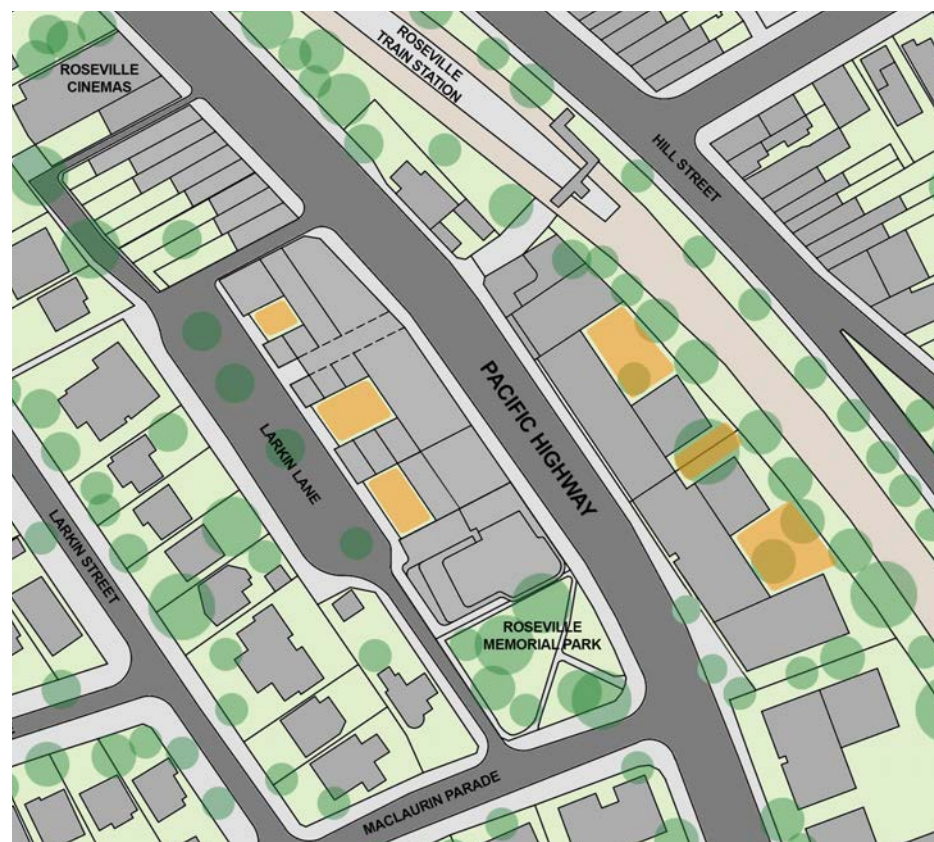 ROSEVILLE
CINEMAS
ROSEVILLE
TRAIN STATION
HILL STREET
PACIFIC HIGHWAY
LARKIN LANE
LARKIN STREET
ROSEVILLE
MEMORIAL PARK
MACLAURIN PARADE